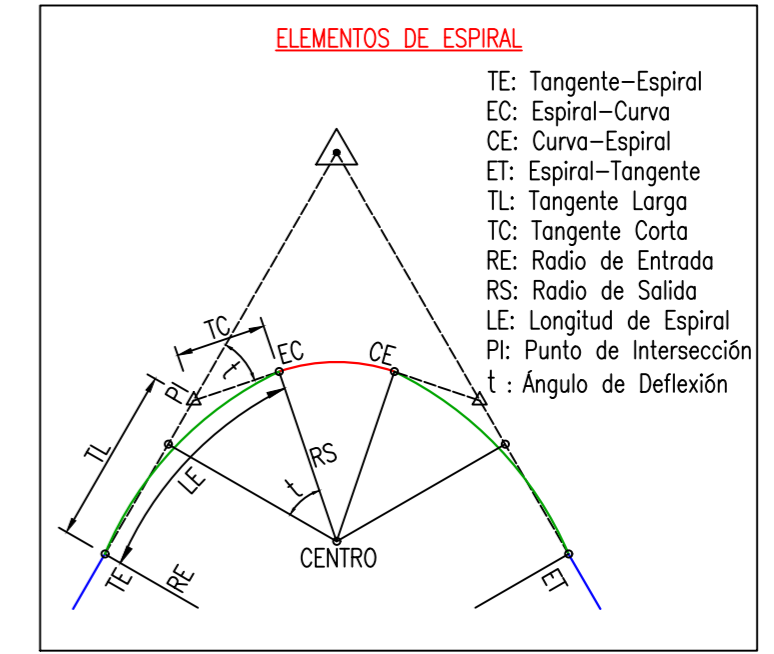 ELEMENTOS DE ESPIRAL
TE: Tangente-Espiral
EC: Espiral-Curva
CE: Curva-Espiral
ET: Espiral-Tangente
TL: Tangente Larga
TC: Tangente Corta
RE: Radio de Entrada
RS: Radio de Salida
LE: Longitud de Espiral
PI: Punto de Intersección
t : Ángulo de Deflexión
TC
t
EC
CE
PI
TL
LE
RS
t
CENTRO
TE
RE
ET